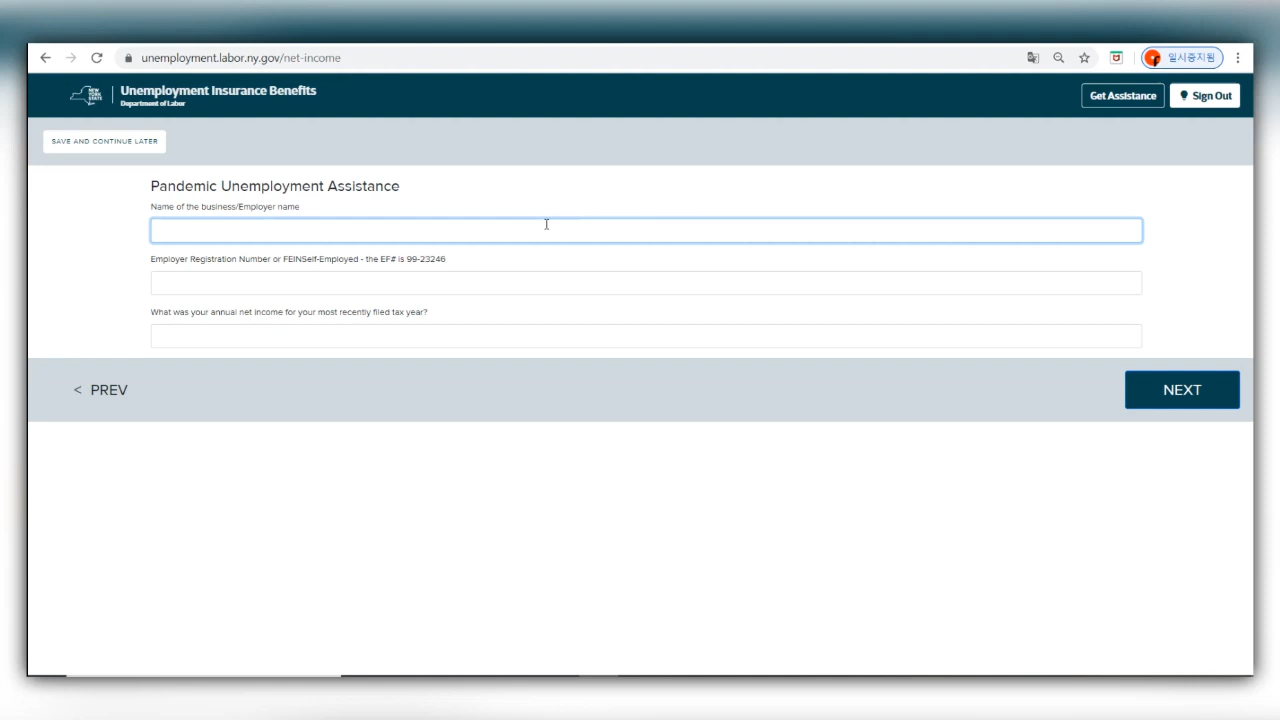 unemployment.labor.ny.gov/net-income
일시중지됨
NEW YORK STATE
Unemployment Insurance Benefits
Department of Labor
Get Assistance
Sign Out
SAVE AND CONTINUE LATER
Pandemic Unemployment Assistance
Name of the business/Employer name
Employer Registration Number or FEINSelf-Employed - the EF# is 99-23246
What was your annual net income for your most recently filed tax year?
< PREV
NEXT